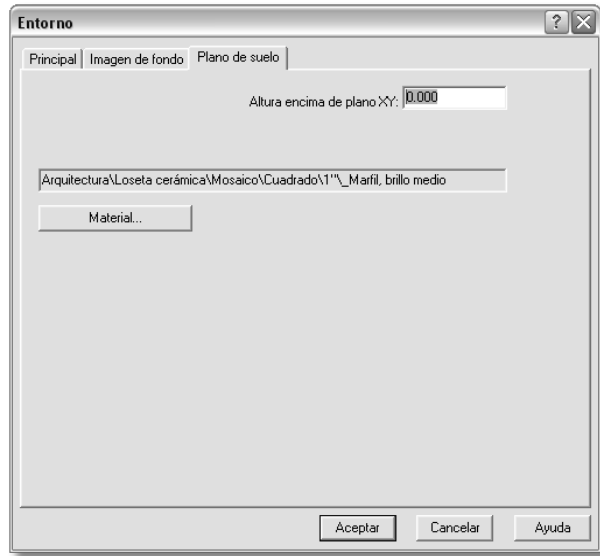 Entorno
Principal Imagen de fondo Plano de suelo
Altura encima de plano XY: 0.000
Arquitectura\Loseta cerámica\Mosaico\Cuadrado\1"\_Marfil, brillo medio
Material...
Aceptar Cancelar Ayuda